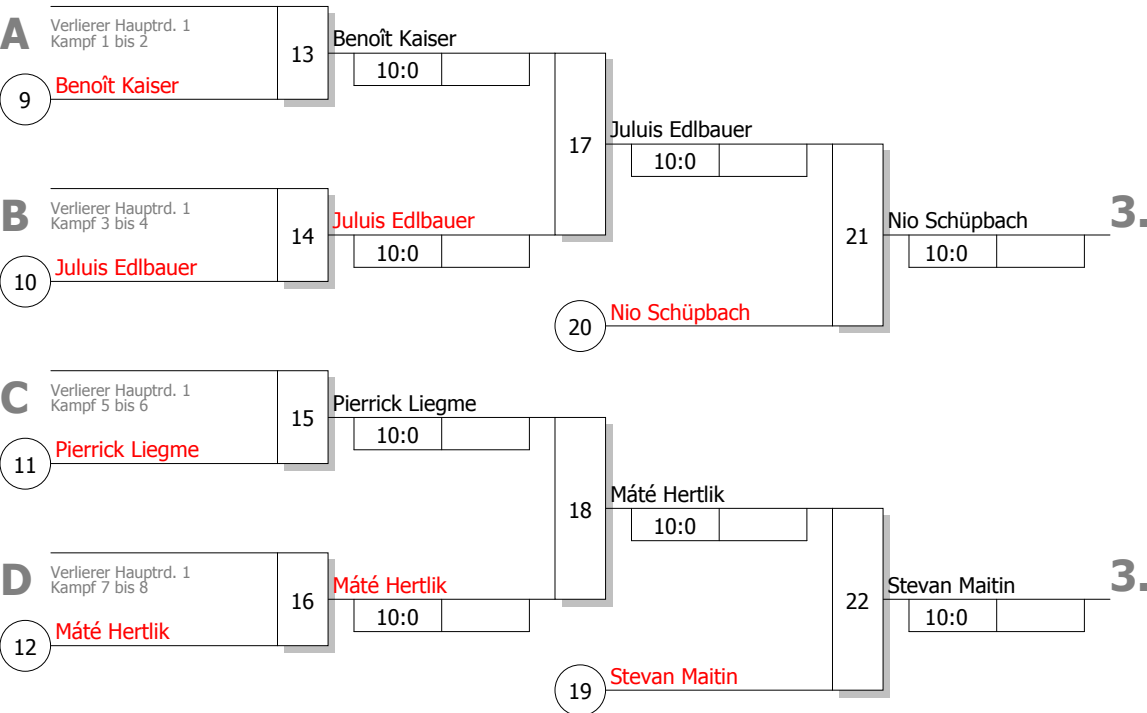 A
Verlierer Hauptrd. 1
Kampf 1 bis 2
9
Benoît Kaiser
13
Benoît Kaiser
10:0
B
Verlierer Hauptrd. 1
Kampf 3 bis 4
10
Juluis Edlbauer
14
Juluis Edlbauer
10:0
17
Juluis Edlbauer
10:0
20
Nio Schüpbach
21
Nio Schüpbach
10:0
3.
C
Verlierer Hauptrd. 1
Kampf 5 bis 6
11
Pierrick Liegme
15
Pierrick Liegme
10:0
D
Verlierer Hauptrd. 1
Kampf 7 bis 8
12
Máté Hertlik
16
Máté Hertlik
10:0
18
Máté Hertlik
10:0
19
Stevan Maitin
22
Stevan Maitin
10:0
3.